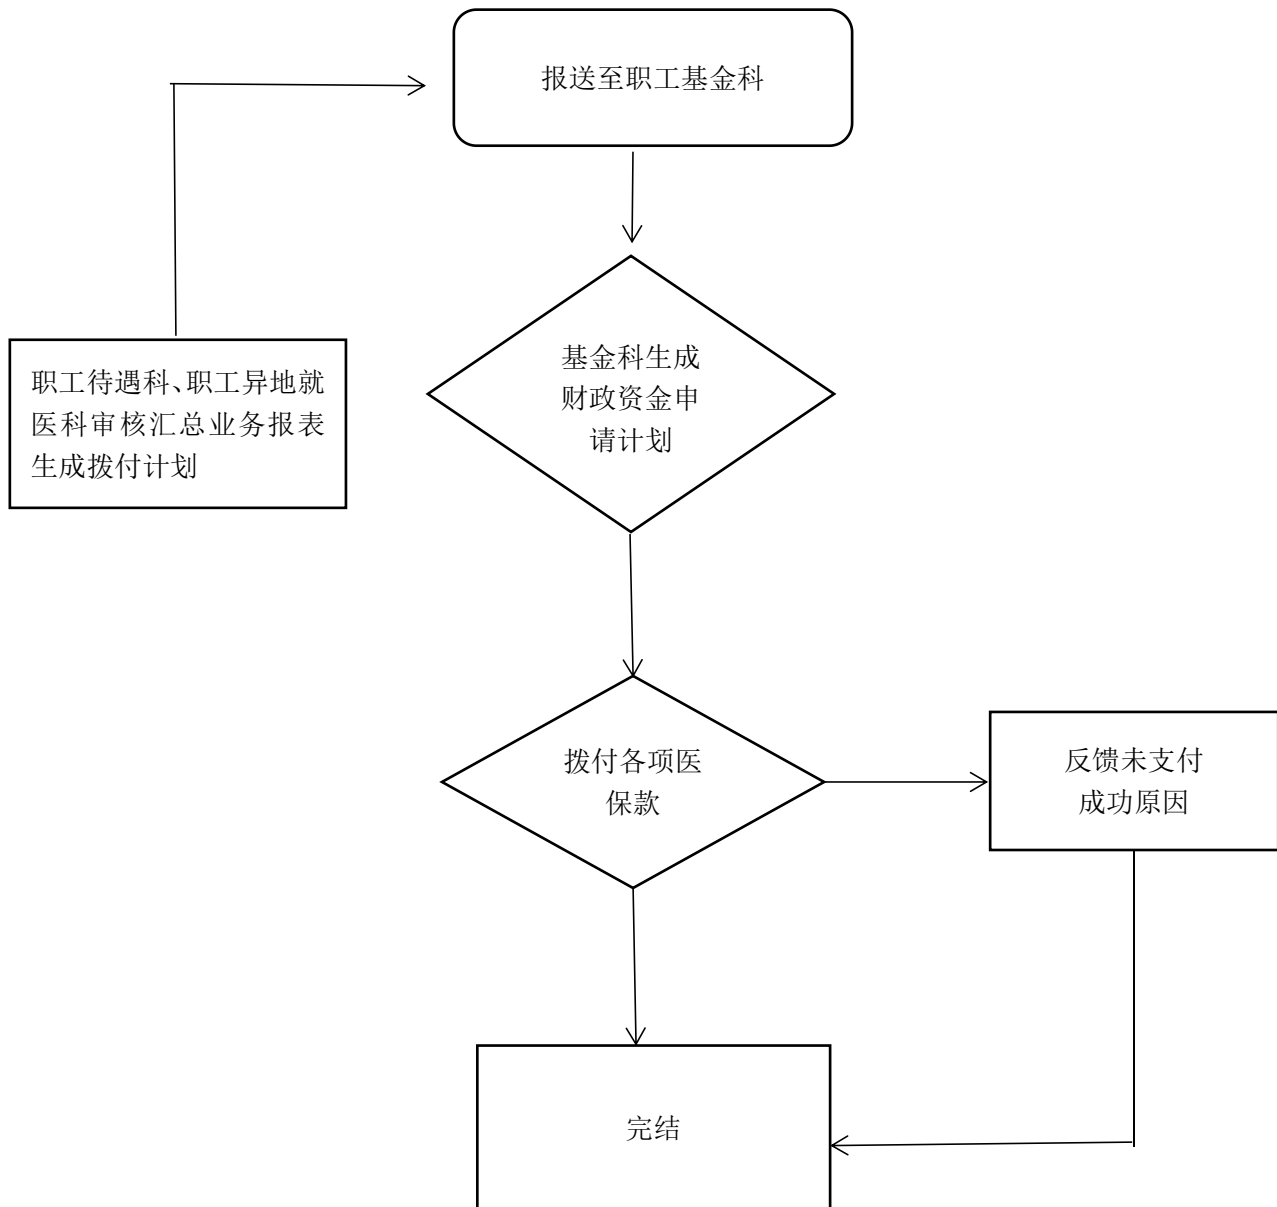 报送至职工基金科
职工待遇科、职工异地就
医科审核汇总业务报表
生成拨付计划
基金科生成
财政资金申
请计划
拨付各项医
保款
反馈未支付
成功原因
完结